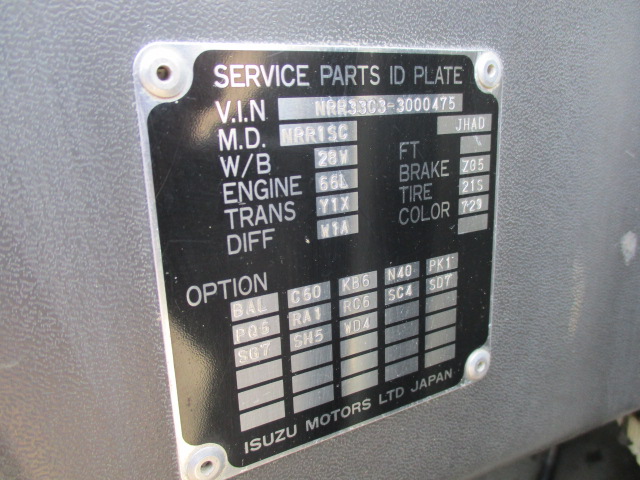 SERVICE PARTS ID PLATE
V.I.N NRR33C3-3000475
M.D. NRR1SC JHAD
W/B 28V FT
ENGINE 66L BRAKE 705
TRANS Y1X TIRE 215
DIFF W1A COLOR 729
OPTION
BAL C60 KB6 N40 PK1
PQ5 RA1 RC6 SC4 SD7
SG7 SH5 WD4
ISUZU MOTORS LTD JAPAN